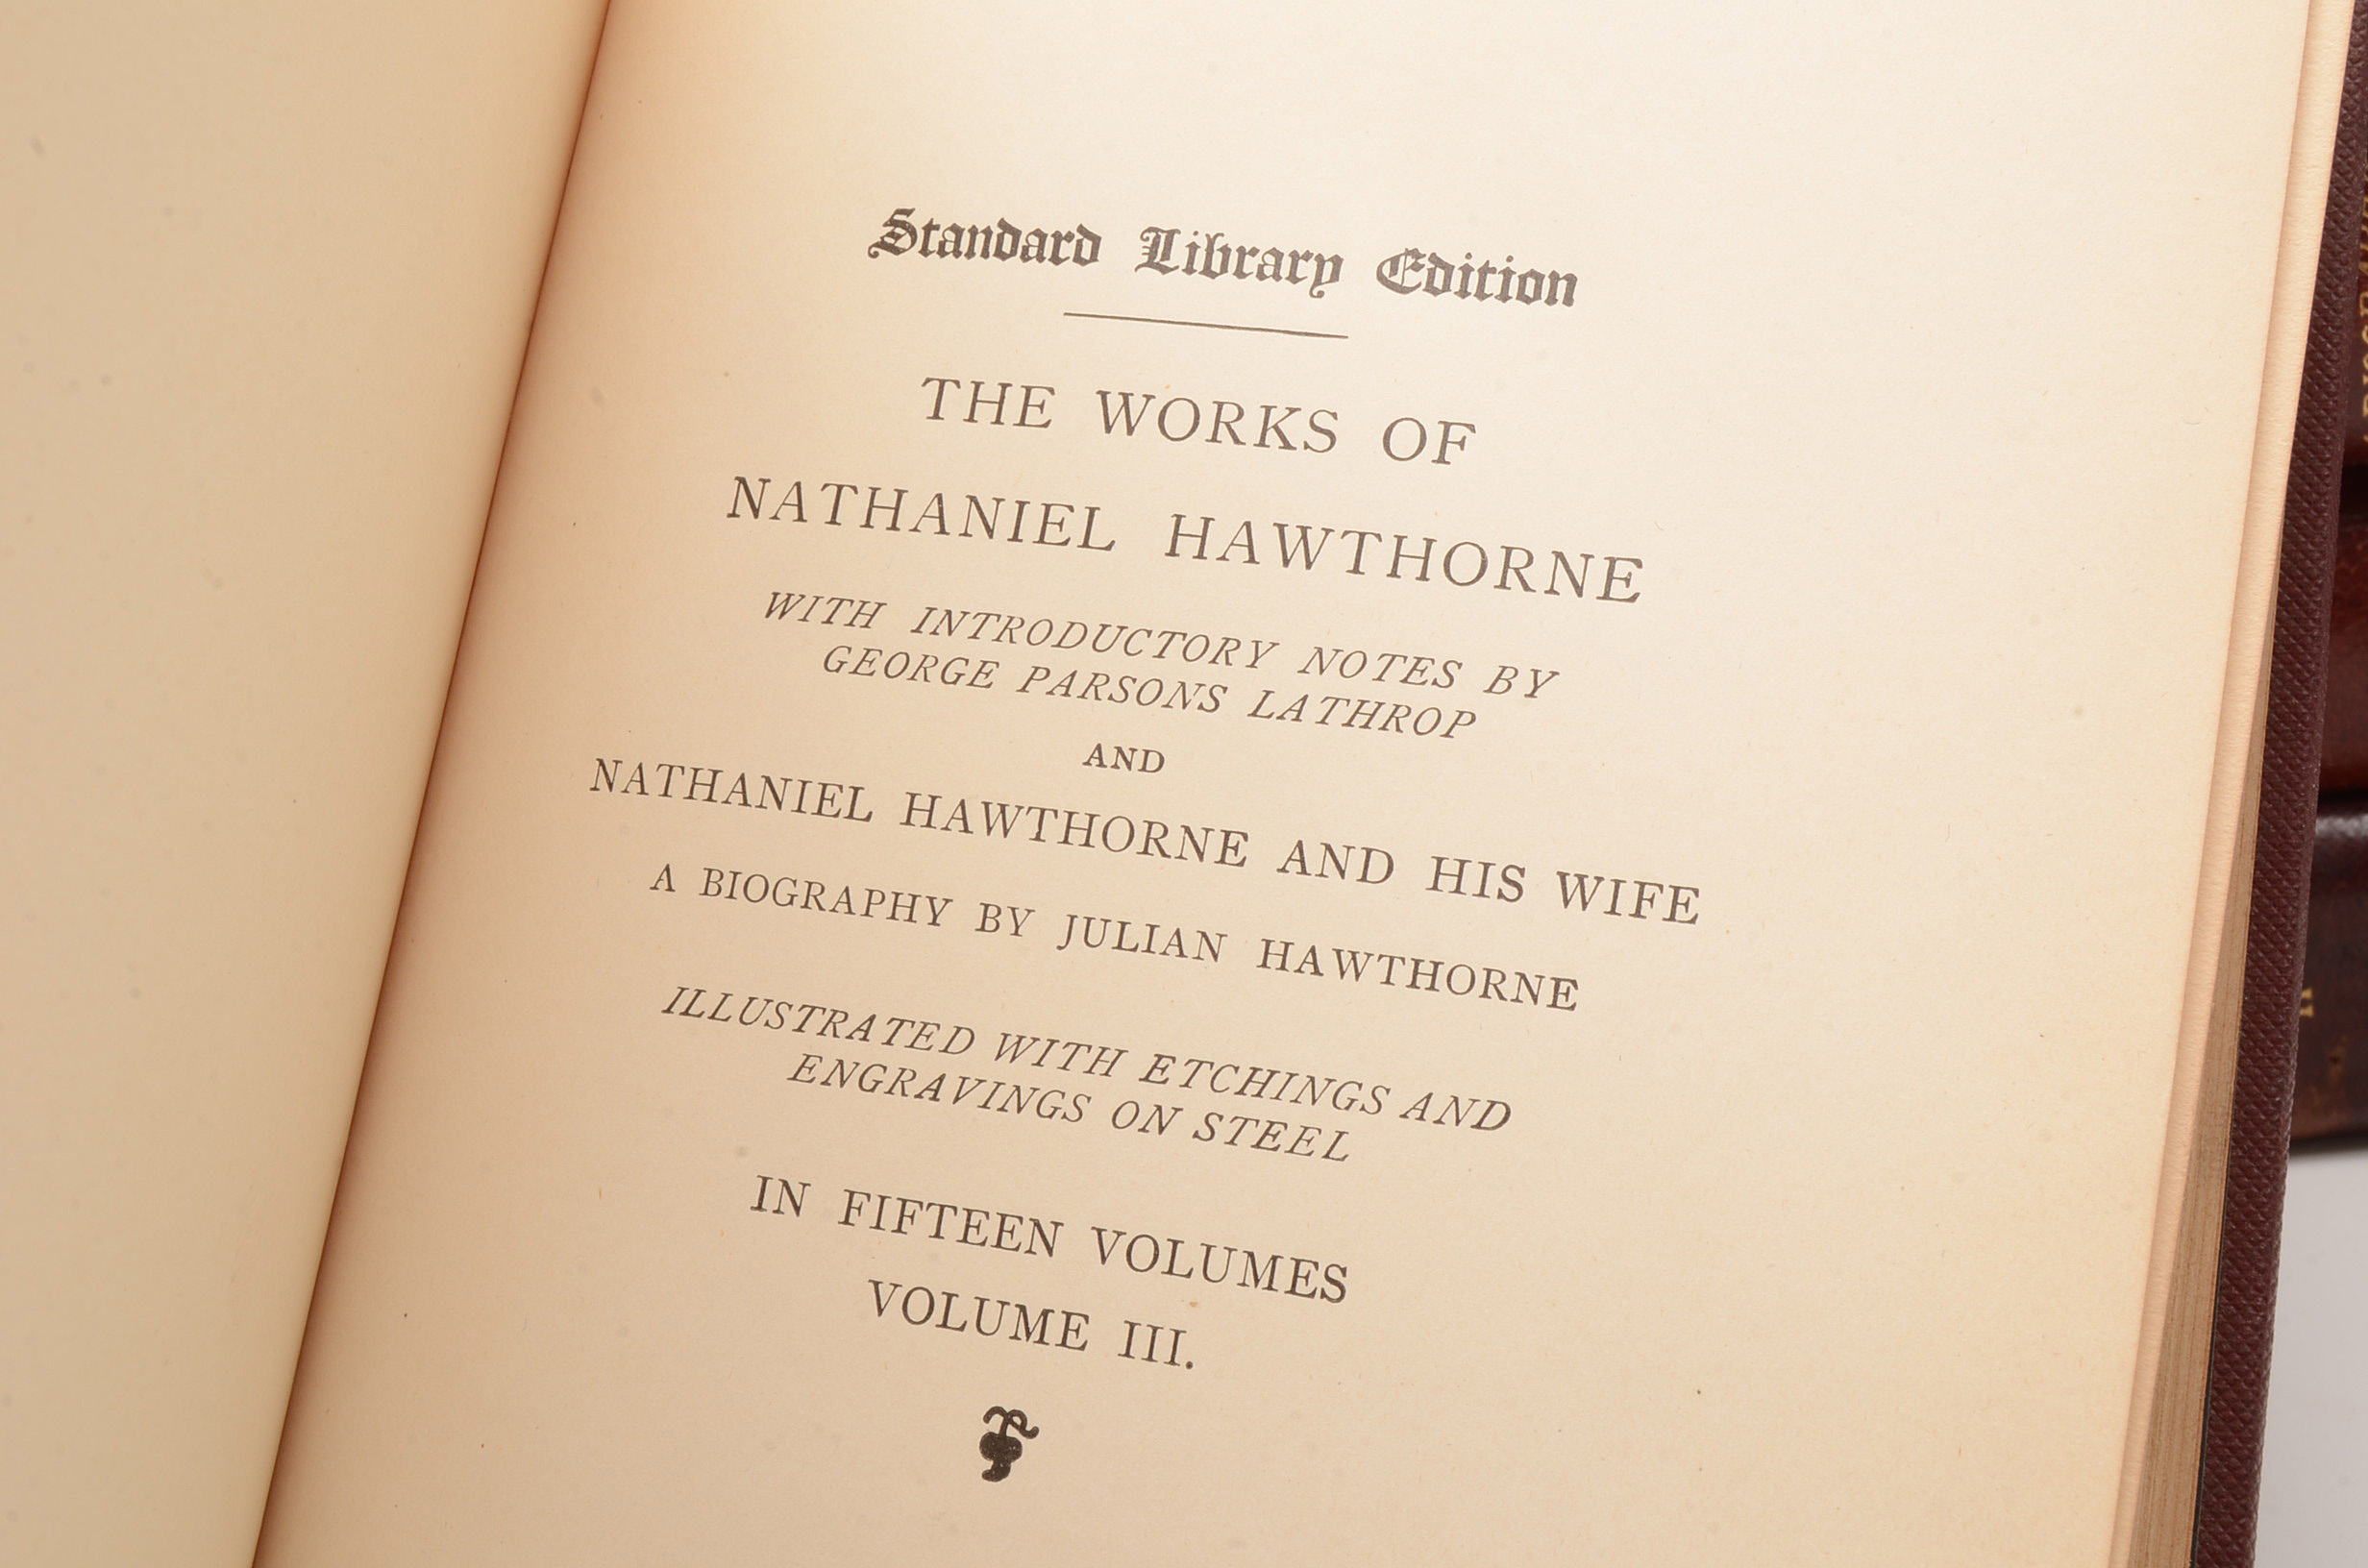 Standard Library Edition
THE WORKS OF
NATHANIEL HAWTHORNE
WITH INTRODUCTORY NOTES BY
GEORGE PARSONS LATHROP
AND
NATHANIEL HAWTHORNE AND HIS WIFE
A BIOGRAPHY BY JULIAN HAWTHORNE
ILLUSTRATED WITH ETCHINGS AND
ENGRAVINGS ON STEEL
IN FIFTEEN VOLUMES
VOLUME III.